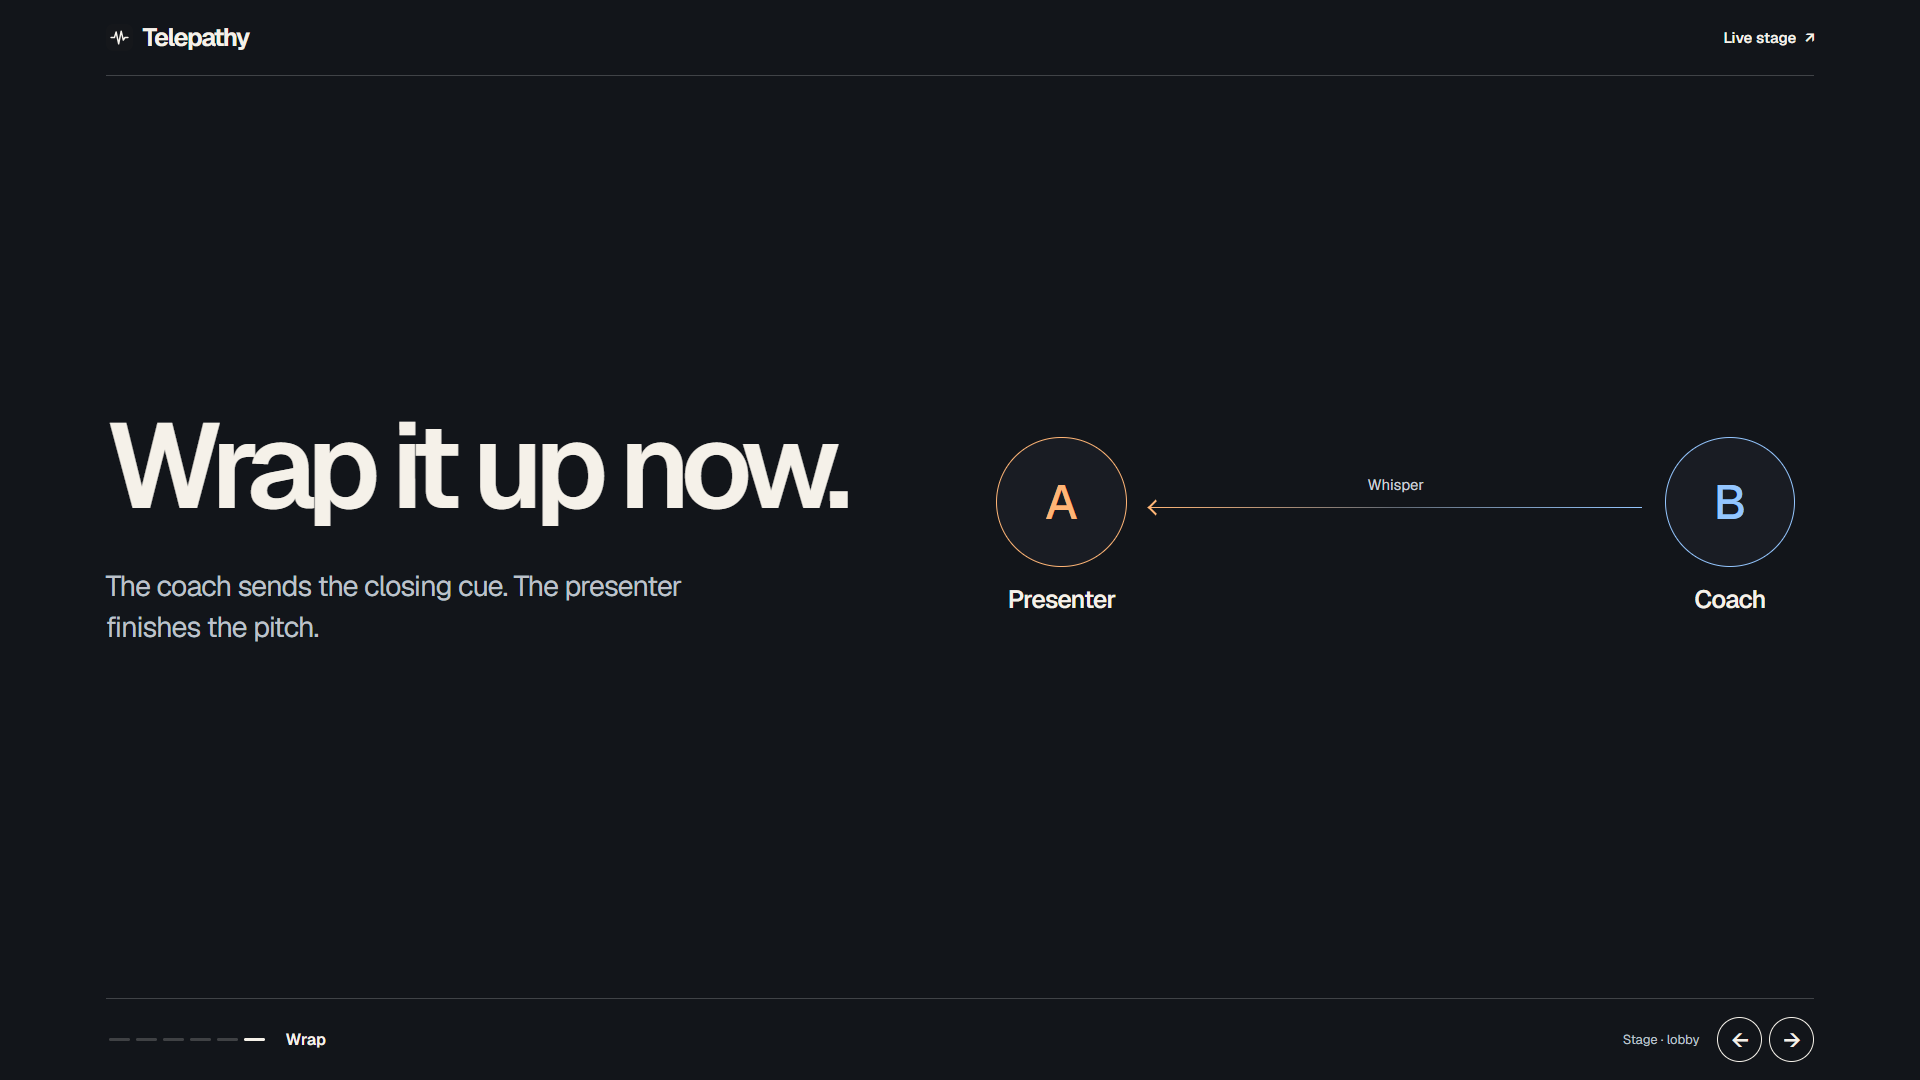 Telepathy
Live stage
Wrap it up now.
The coach sends the closing cue. The presenter
finishes the pitch.
A
Whisper
B
Presenter
Coach
Wrap
Stage · lobby